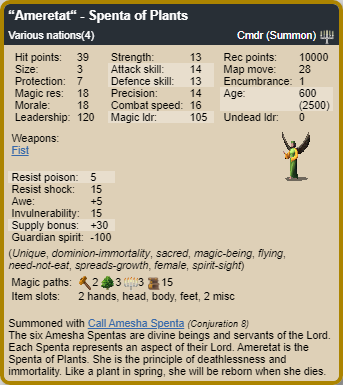 “Ameretat“ - Spenta of Plants
Various nations(4) Cmdr (Summon)
Hit points: 39 Strength: 13 Rec points: 10000
Size: 3 Attack skill: 14 Map move: 28
Protection: 7 Defence skill: 13 Encumbrance: 1
Magic res: 18 Precision: 14 Age: 600
Morale: 18 Combat speed: 16 (2500)
Leadership: 120 Magic ldr: 105 Undead ldr: 0
Weapons:
Fist
Resist poison: 5
Resist shock: 15
Awe: +5
Invulnerability: 15
Supply bonus: +30
Guardian spirit: -100
(Unique, dominion-immortality, sacred, magic-being, flying,
need-not-eat, spreads-growth, female, spirit-sight)
Magic paths: 2 3 3 15
Item slots: 2 hands, head, body, feet, 2 misc
Summoned with Call Amesha Spenta (Conjuration 8)
The six Amesha Spentas are divine beings and servants of the Lord.
Each Spenta represents an aspect of their Lord. Ameretat is the
Spenta of Plants. She is the principle of deathlessness and
immortality. Like a plant in spring, she will be reborn when she dies.